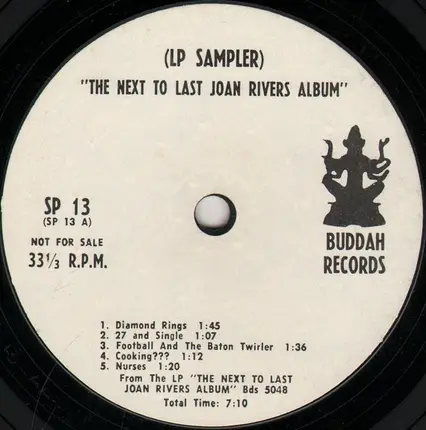 (LP SAMPLER)
"THE NEXT TO LAST JOAN RIVERS ALBUM"
SP 13
(SP 13 A)
NOT FOR SALE
33⅓ R.P.M.
BUDDAH
RECORDS
1. Diamond Rings 1:45
2. 27 and Single 1:07
3. Football And The Baton Twirler 1:36
4. Cooking??? 1:12
5. Nurses 1:20
From The LP "THE NEXT TO LAST
JOAN RIVERS ALBUM" Bds 5048
Total Time: 7:10